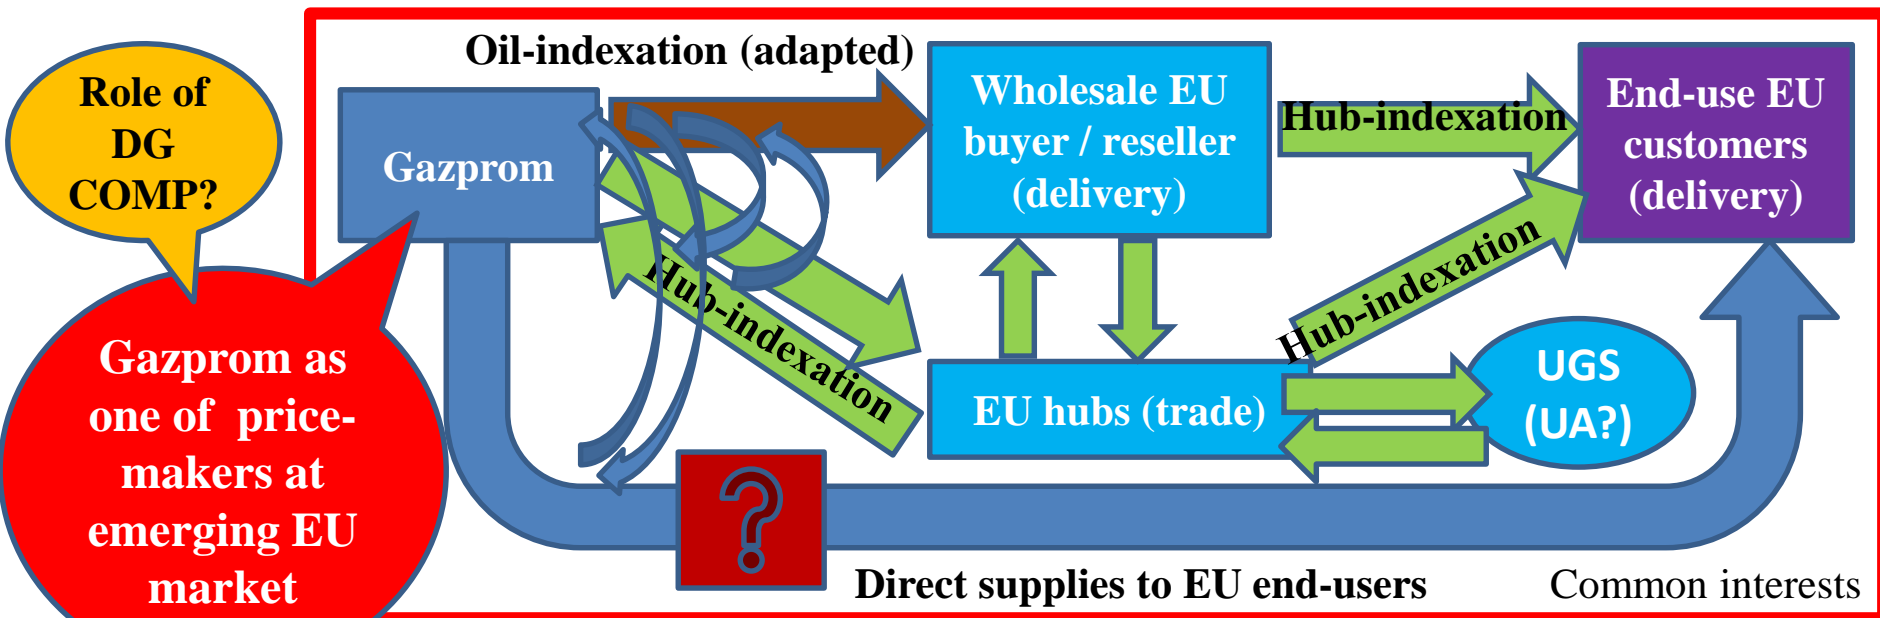 Oil-indexation (adapted)
Role of
DG
COMP?
Gazprom
Wholesale EU
buyer / reseller
(delivery)
Hub-indexation
End-use EU
customers
(delivery)
Hub-indexation
Hub-indexation
EU hubs (trade)
UGS
(UA?)
Gazprom as
one of price-
makers at
emerging EU
market
?
Direct supplies to EU end-users
Common interests